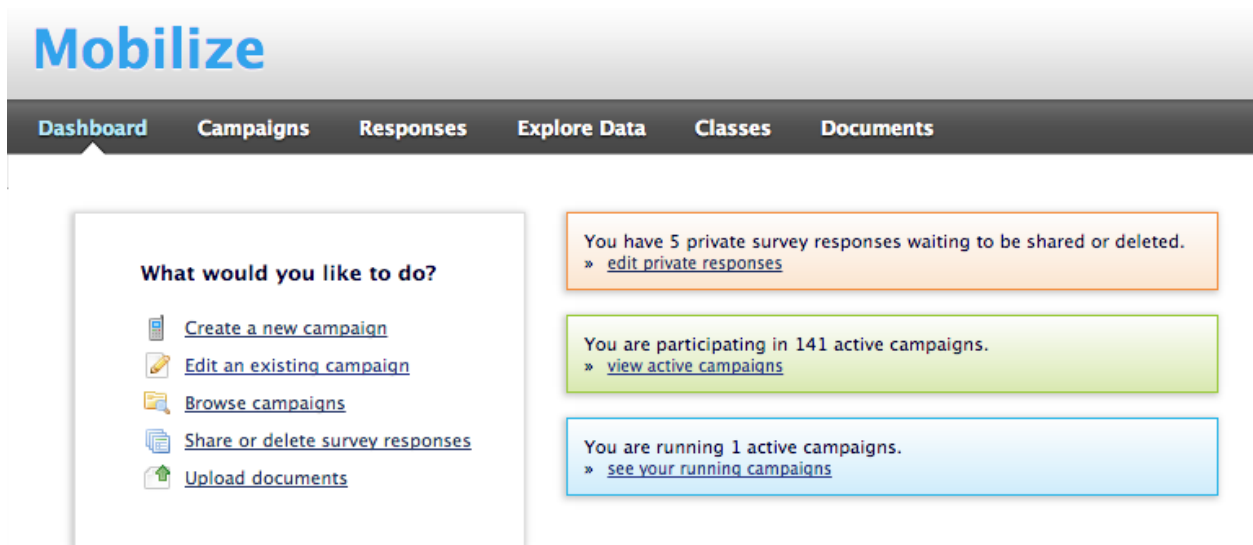 Mobilize
Dashboard Campaigns Responses Explore Data Classes Documents
What would you like to do?
Create a new campaign
Edit an existing campaign
Browse campaigns
Share or delete survey responses
Upload documents
You have 5 private survey responses waiting to be shared or deleted.
» edit private responses
You are participating in 141 active campaigns.
» view active campaigns
You are running 1 active campaigns.
» see your running campaigns